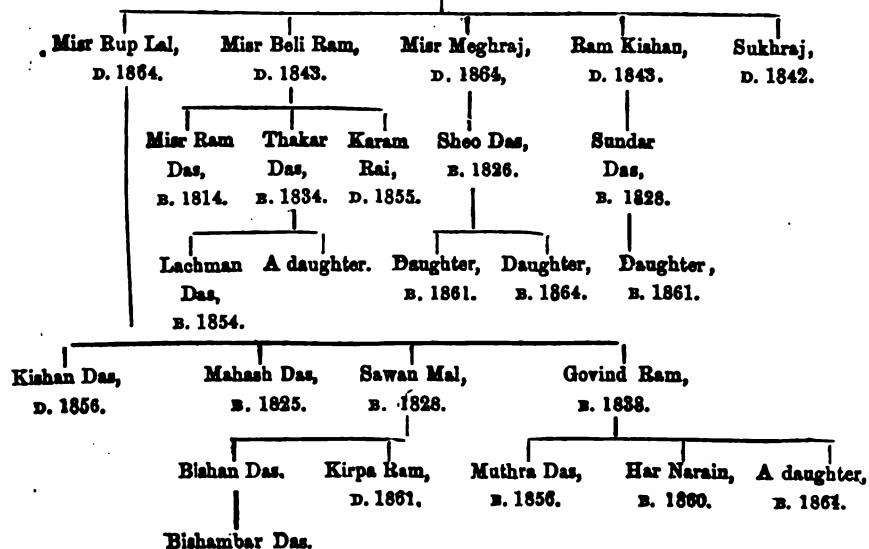 Misr Rup Lal, Misr Beli Ram, Misr Meghraj, Ram Kishan, Sukhraj,
D. 1864. D. 1843. D. 1864, D. 1843. D. 1842.
Misr Ram Thakar Karam Sheo Das, Sundar
Das, Das, Rai, B. 1826. Das,
B. 1814. B. 1834. D. 1855. B. 1828.
Lachman A daughter. Daughter, Daughter, Daughter,
Das, B. 1861. B. 1864. B. 1861.
B. 1854.
Kishan Das, Mahash Das, Sawan Mal, Govind Ram,
D. 1856. B. 1825. B. 1828. B. 1838.
Bishan Das. Kirpa Ram, Muthra Das, Har Narain, A daughter,
D. 1861. B. 1856. B. 1860. B. 1864.
Bishambar Das.